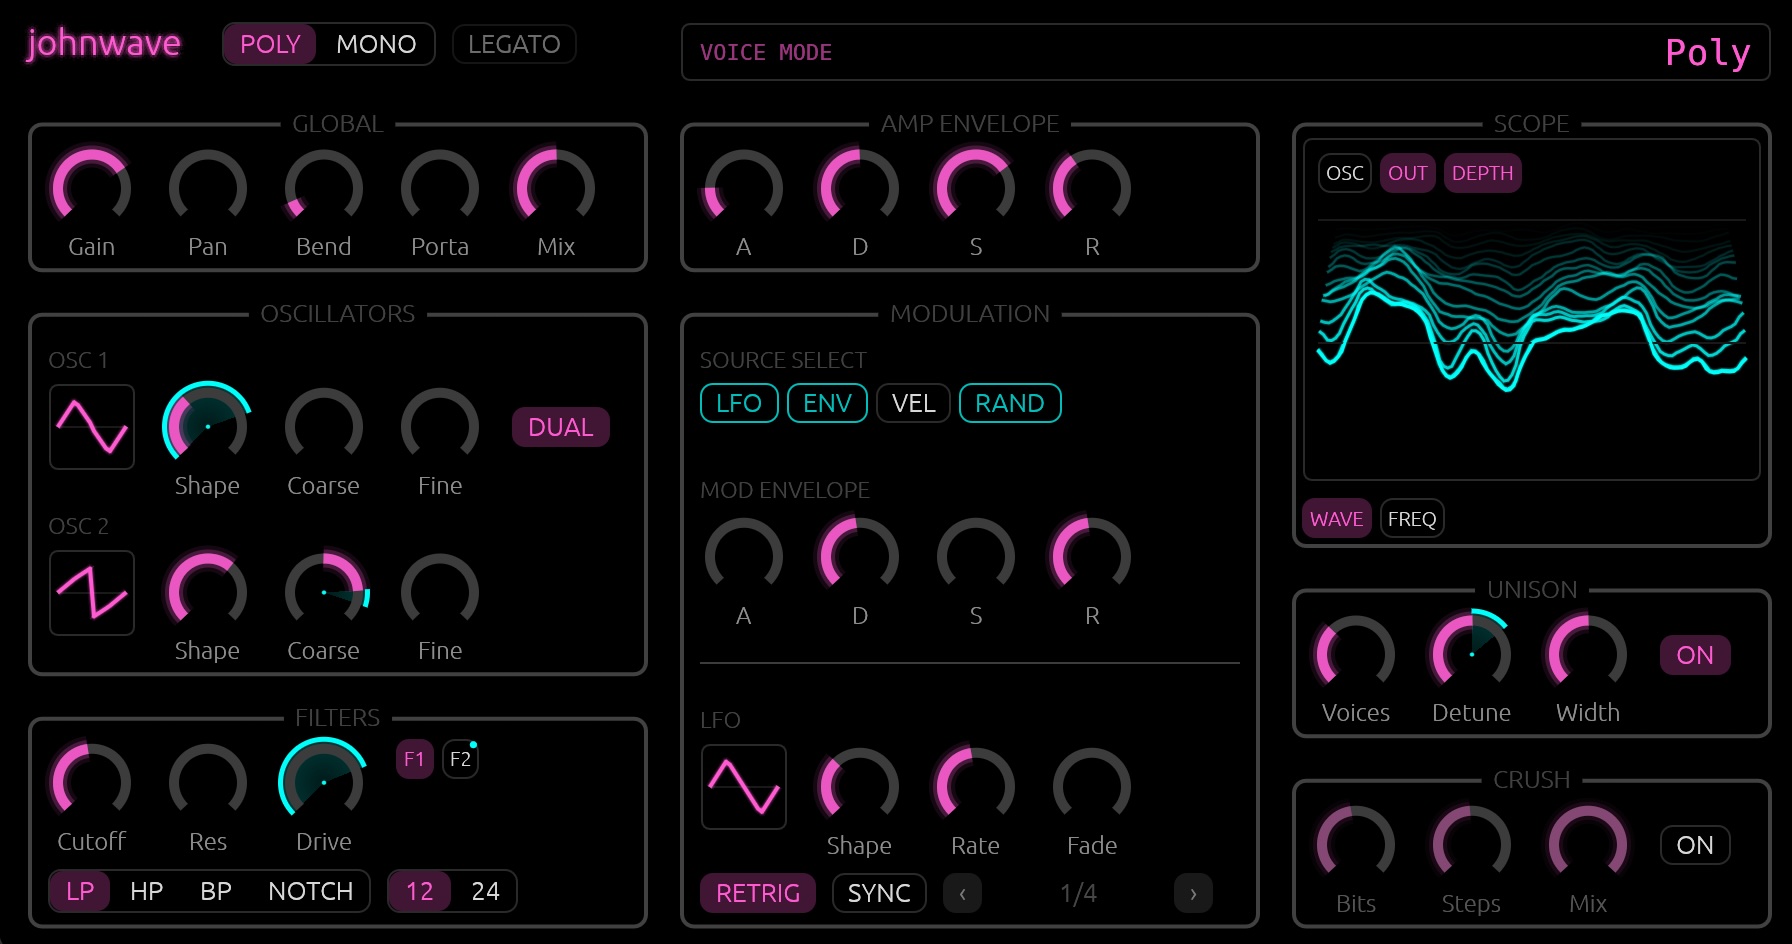 johnwave
POLY MONO LEGATO
VOICE MODE Poly
GLOBAL
Gain Pan Bend Porta Mix
AMP ENVELOPE
A D S R
SCOPE
OSC OUT DEPTH
WAVE FREQ
OSCILLATORS
OSC 1
Shape Coarse Fine DUAL
OSC 2
Shape Coarse Fine
MODULATION
SOURCE SELECT
LFO ENV VEL RAND
MOD ENVELOPE
A D S R
LFO
Shape Rate Fade
RETRIG SYNC ‹ 1/4 ›
UNISON
Voices Detune Width ON
FILTERS
F1 F2
Cutoff Res Drive
LP HP BP NOTCH 12 24
CRUSH
Bits Steps Mix ON